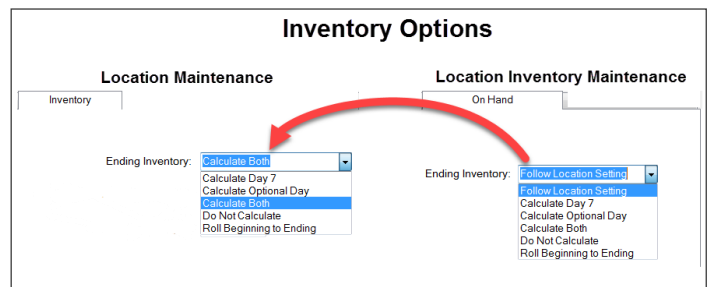 Inventory Options
Location Maintenance
Inventory
Ending Inventory: Calculate Both
Calculate Day 7
Calculate Optional Day
Calculate Both
Do Not Calculate
Roll Beginning to Ending
Location Inventory Maintenance
On Hand
Ending Inventory: Follow Location Setting
Follow Location Setting
Calculate Day 7
Calculate Optional Day
Calculate Both
Do Not Calculate
Roll Beginning to Ending